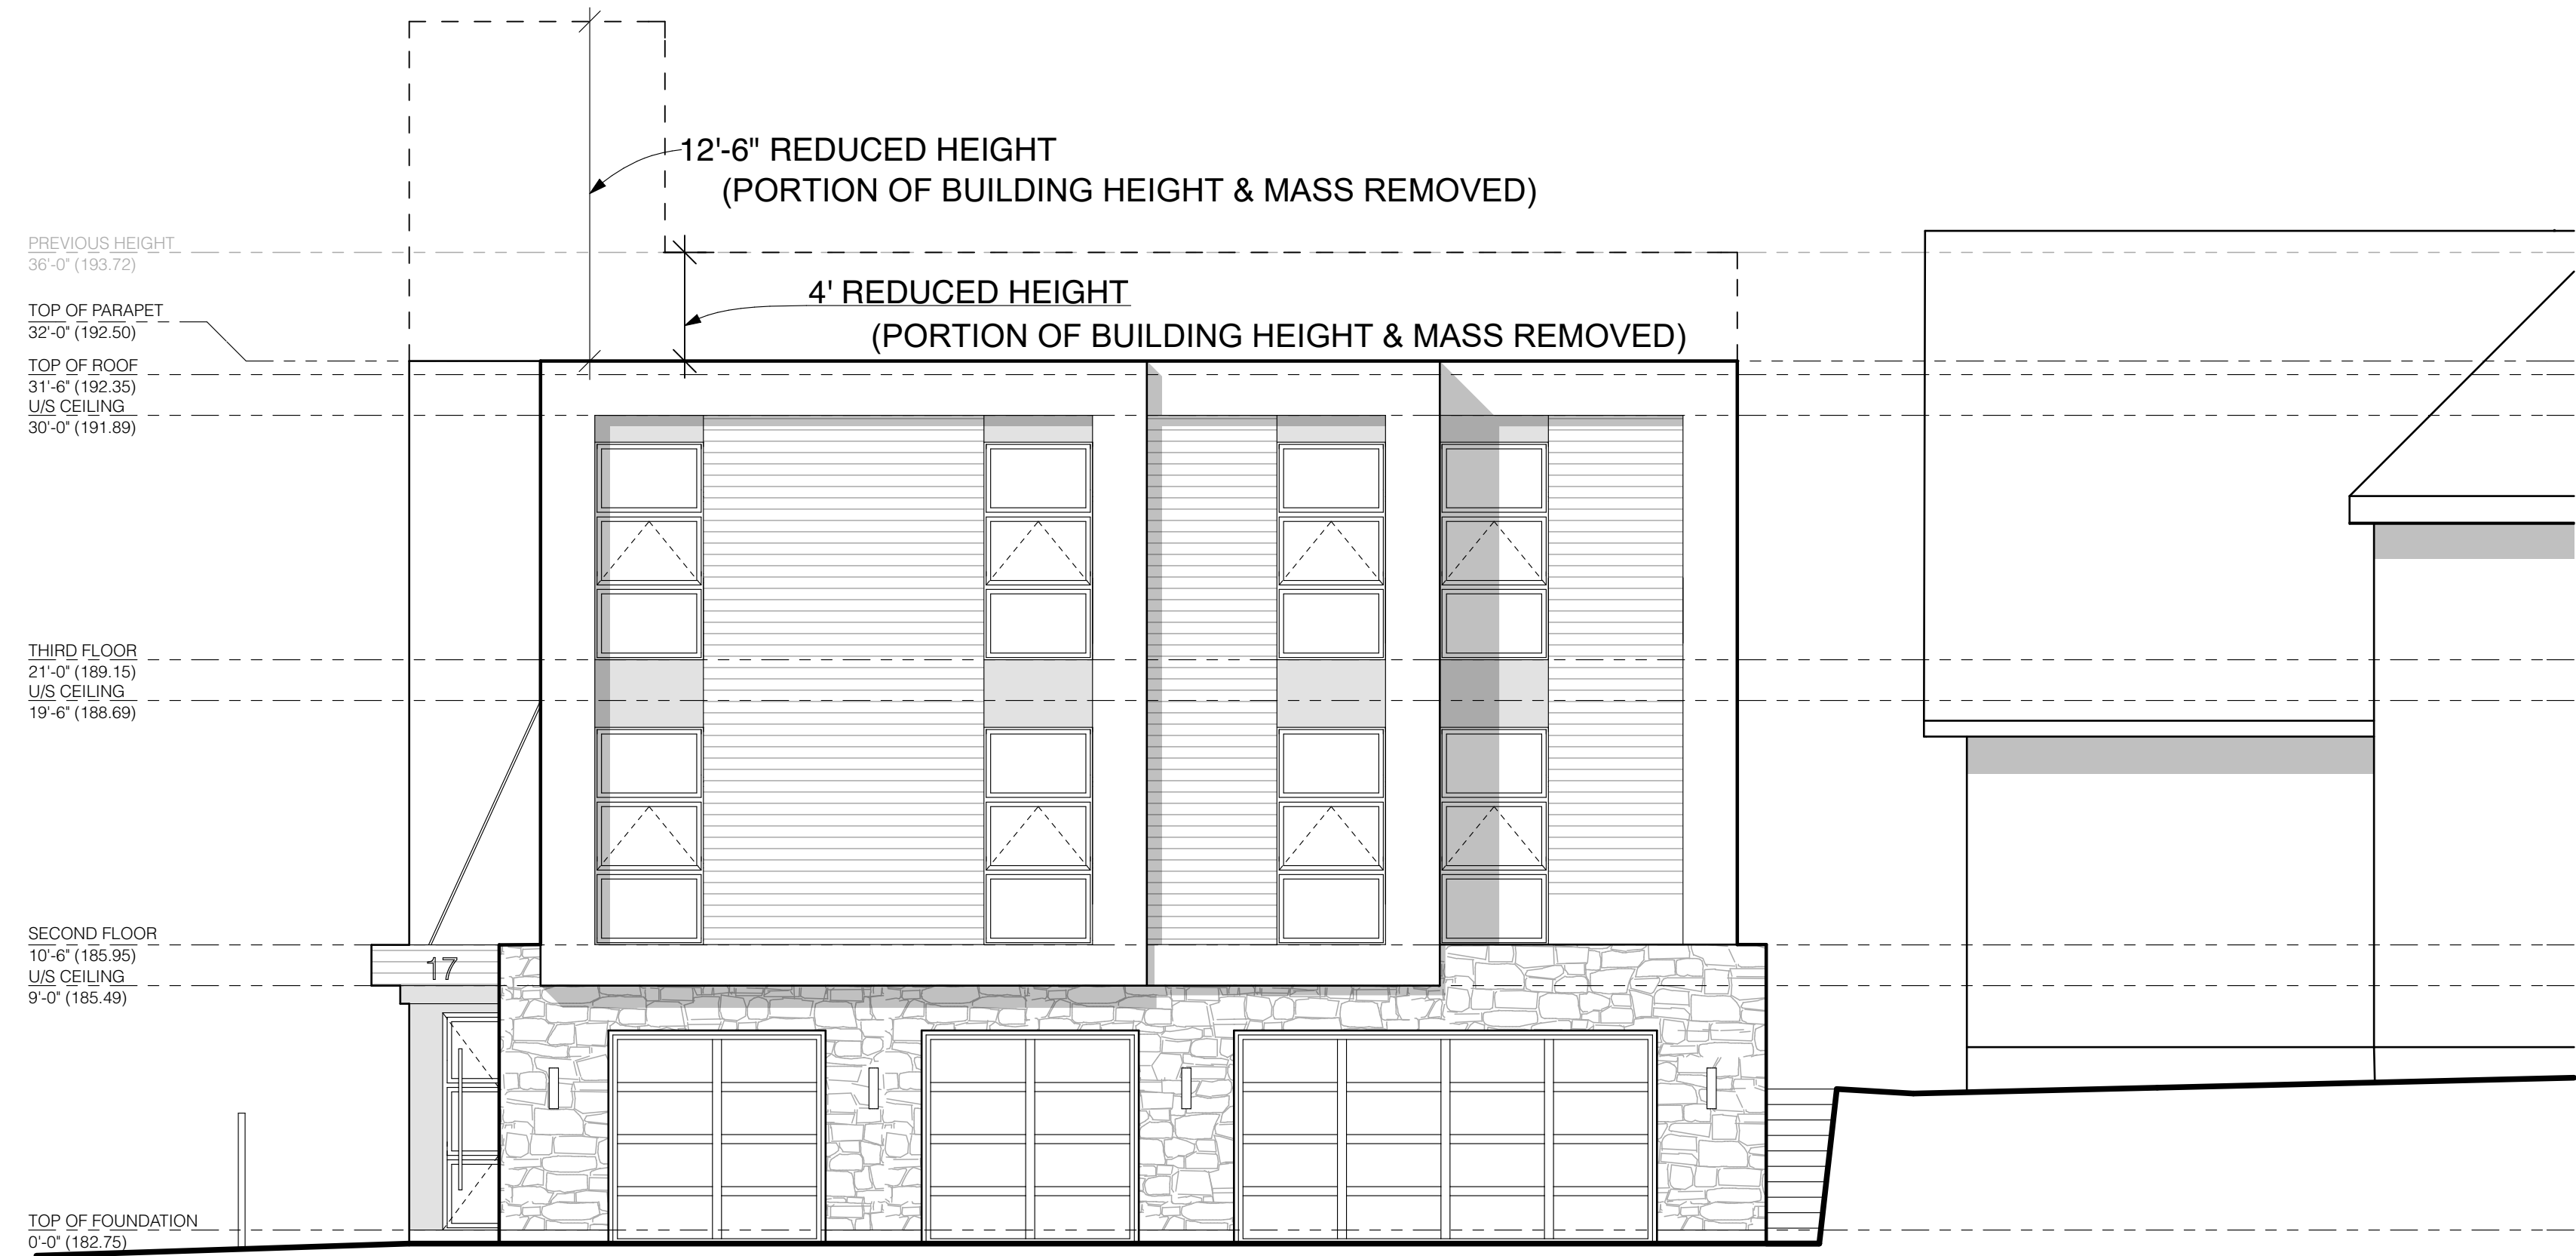 12'-6" REDUCED HEIGHT
(PORTION OF BUILDING HEIGHT & MASS REMOVED)
PREVIOUS HEIGHT
36'-0" (193.72)
4' REDUCED HEIGHT
(PORTION OF BUILDING HEIGHT & MASS REMOVED)
TOP OF PARAPET
32'-0" (192.50)
TOP OF ROOF
31'-6" (192.35)
U/S CEILING
30'-0" (191.89)
THIRD FLOOR
21'-0" (189.15)
U/S CEILING
19'-6" (188.69)
SECOND FLOOR
10'-6" (185.95)
U/S CEILING
9'-0" (185.49)
17
TOP OF FOUNDATION
0'-0" (182.75)